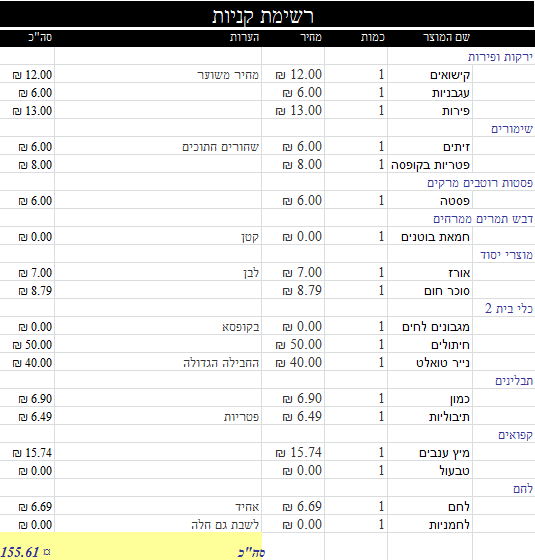 רשימת קניות
שם המוצר כמות מחיר הערות סה"כ
ירקות ופירות
קישואים 1 12.00 ₪ מחיר משוער 12.00 ₪
עגבניות 1 6.00 ₪ 6.00 ₪
פירות 1 13.00 ₪ 13.00 ₪
שימורים
זיתים 1 6.00 ₪ שחורים חתוכים 6.00 ₪
פטריות בקופסה 1 8.00 ₪ 8.00 ₪
פסטות רוטבים מרקים
פסטה 1 6.00 ₪ 6.00 ₪
דבש תמרים ממרחים
חמאת בוטנים 1 0.00 ₪ קטן 0.00 ₪
מוצרי יסוד
אורז 1 7.00 ₪ לבן 7.00 ₪
סוכר חום 1 8.79 ₪ 8.79 ₪
כלי בית 2
מגבונים לחים 1 0.00 ₪ בקופסא 0.00 ₪
חיתולים 1 50.00 ₪ 50.00 ₪
נייר טואלט 1 40.00 ₪ החבילה הגדולה 40.00 ₪
תבלינים
כמון 1 6.90 ₪ 6.90 ₪
תיבוליות 1 6.49 ₪ פטריות 6.49 ₪
קפואים
מיץ ענבים 1 15.74 ₪ 15.74 ₪
טבעול 1 0.00 ₪ 0.00 ₪
לחם
לחם 1 6.69 ₪ אחיד 6.69 ₪
לחמניות 1 0.00 ₪ לשבת גם חלה 0.00 ₪
סה"כ ¤ 155.61